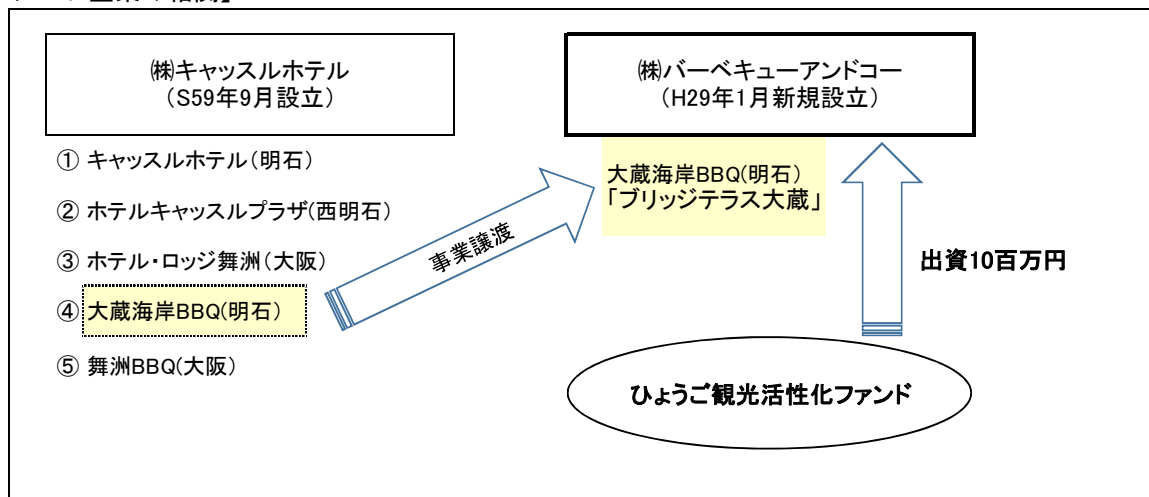 ㈱キャッスルホテル
（S59年9月設立）
① キャッスルホテル（明石）
② ホテルキャッスルプラザ(西明石）
③ ホテル・ロッジ舞洲（大阪）
④ 大蔵海岸BBQ(明石）
⑤ 舞洲BBQ(大阪）
事業譲渡
㈱バーベキューアンドコー
（H29年1月新規設立）
大蔵海岸BBQ(明石）
「ブリッジテラス大蔵」
出資10百万円
ひょうご観光活性化ファンド